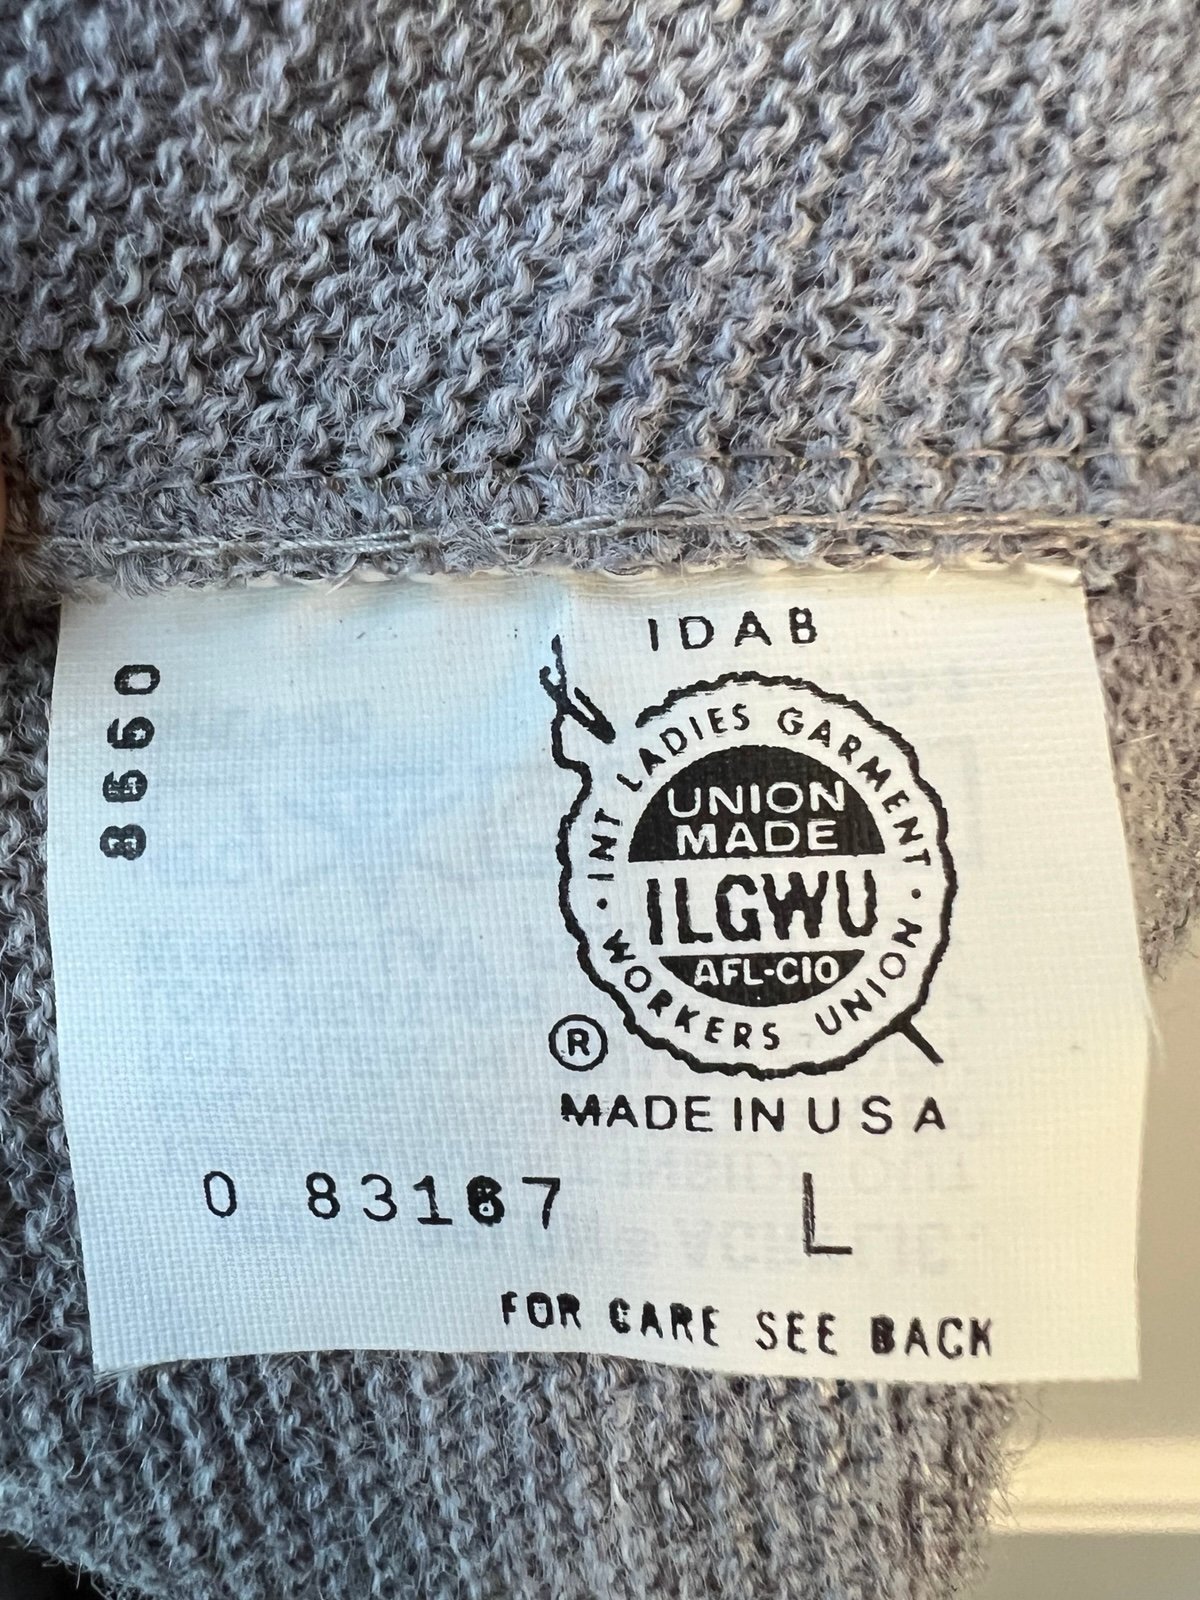 IDAB
8660
INT LADIES GARMENT
UNION
MADE
ILGWU
AFL-CIO
WORKERS UNION
®
MADE IN U S A
0 83167
L
FOR CARE SEE BACK